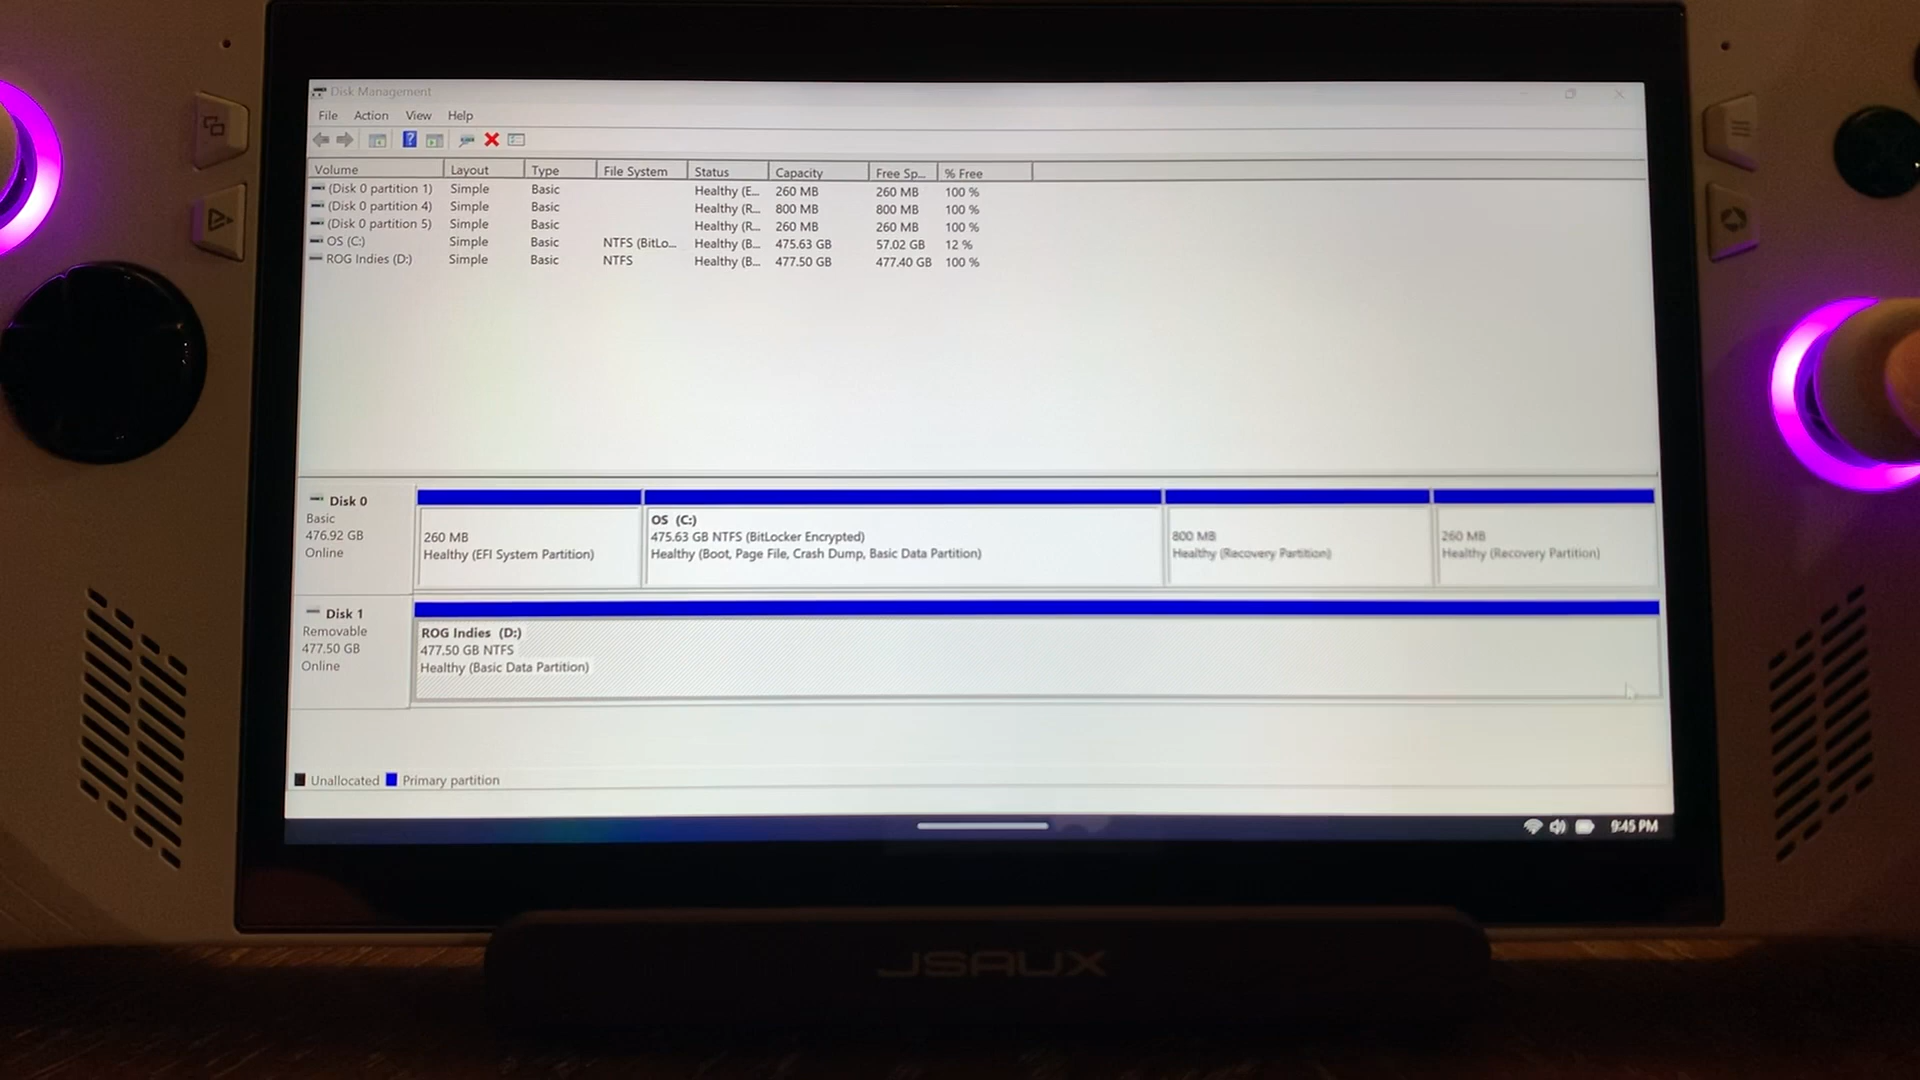 Disk Management
File Action View Help
Volume Layout Type File System Status Capacity Free Sp... % Free
(Disk 0 partition 1) Simple Basic Healthy (E... 260 MB 260 MB 100 %
(Disk 0 partition 4) Simple Basic Healthy (R... 800 MB 800 MB 100 %
(Disk 0 partition 5) Simple Basic Healthy (R... 260 MB 260 MB 100 %
OS (C:) Simple Basic NTFS (BitLo... Healthy (B... 475.63 GB 57.02 GB 12 %
ROG Indies (D:) Simple Basic NTFS Healthy (B... 477.50 GB 477.40 GB 100 %
Disk 0
Basic
476.92 GB
Online
260 MB
Healthy (EFI System Partition)
OS (C:)
475.63 GB NTFS (BitLocker Encrypted)
Healthy (Boot, Page File, Crash Dump, Basic Data Partition)
800 MB
Healthy (Recovery Partition)
260 MB
Healthy (Recovery Partition)
Disk 1
Removable
477.50 GB
Online
ROG Indies (D:)
477.50 GB NTFS
Healthy (Basic Data Partition)
Unallocated Primary partition
9:45 PM
JSAUX